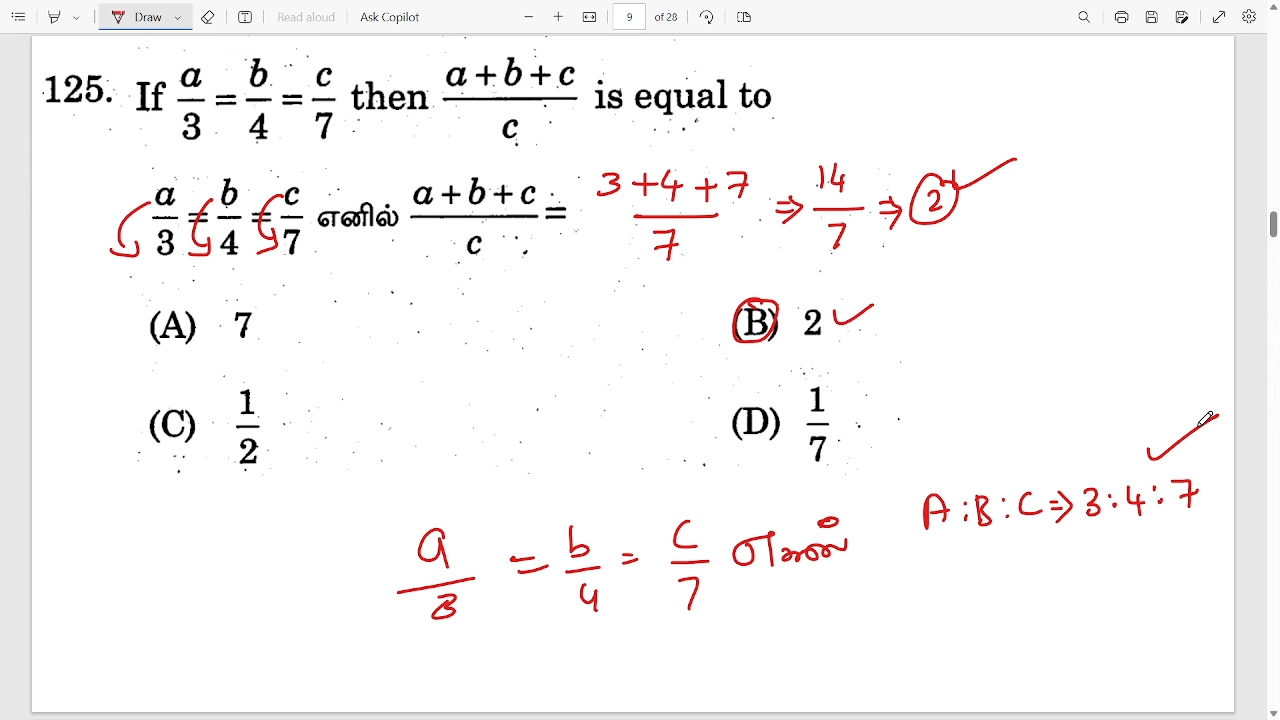 Draw Read aloud Ask Copilot 9 of 28
125. If a/3 = b/4 = c/7 then (a+b+c)/c is equal to
a/3 = b/4 = c/7 எனில் (a+b+c)/c = (3+4+7)/7 ⇒ 14/7 ⇒ 2
(A) 7 (B) 2
(C) 1/2 (D) 1/7
A:B:C ⇒ 3:4:7
a/3 = b/4 = c/7 எனில்